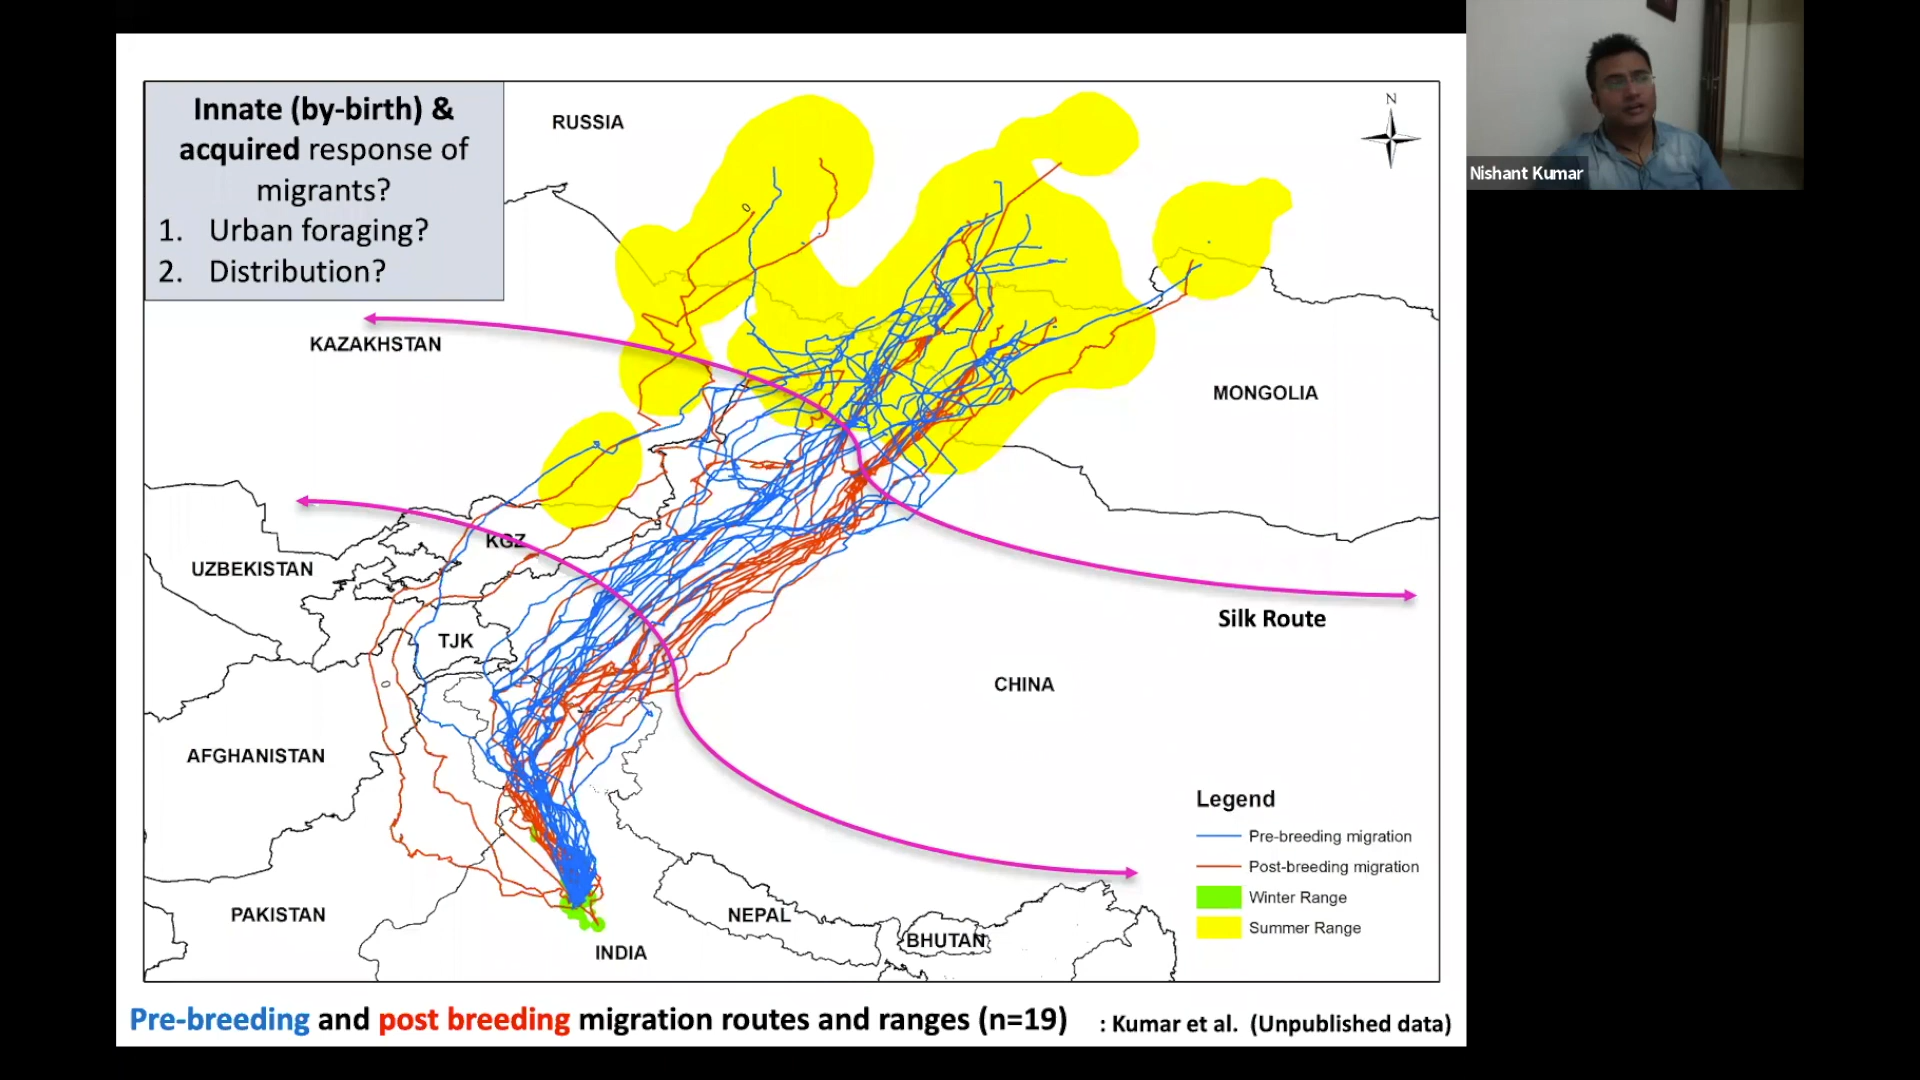 Innate (by-birth) &
acquired response of
migrants?
1. Urban foraging?
2. Distribution?
RUSSIA
N
Nishant Kumar
KAZAKHSTAN
MONGOLIA
KGZ
UZBEKISTAN
Silk Route
TJK
CHINA
AFGHANISTAN
Legend
Pre-breeding migration
Post-breeding migration
Winter Range
Summer Range
PAKISTAN
NEPAL
BHUTAN
INDIA
Pre-breeding and post breeding migration routes and ranges (n=19) : Kumar et al. (Unpublished data)